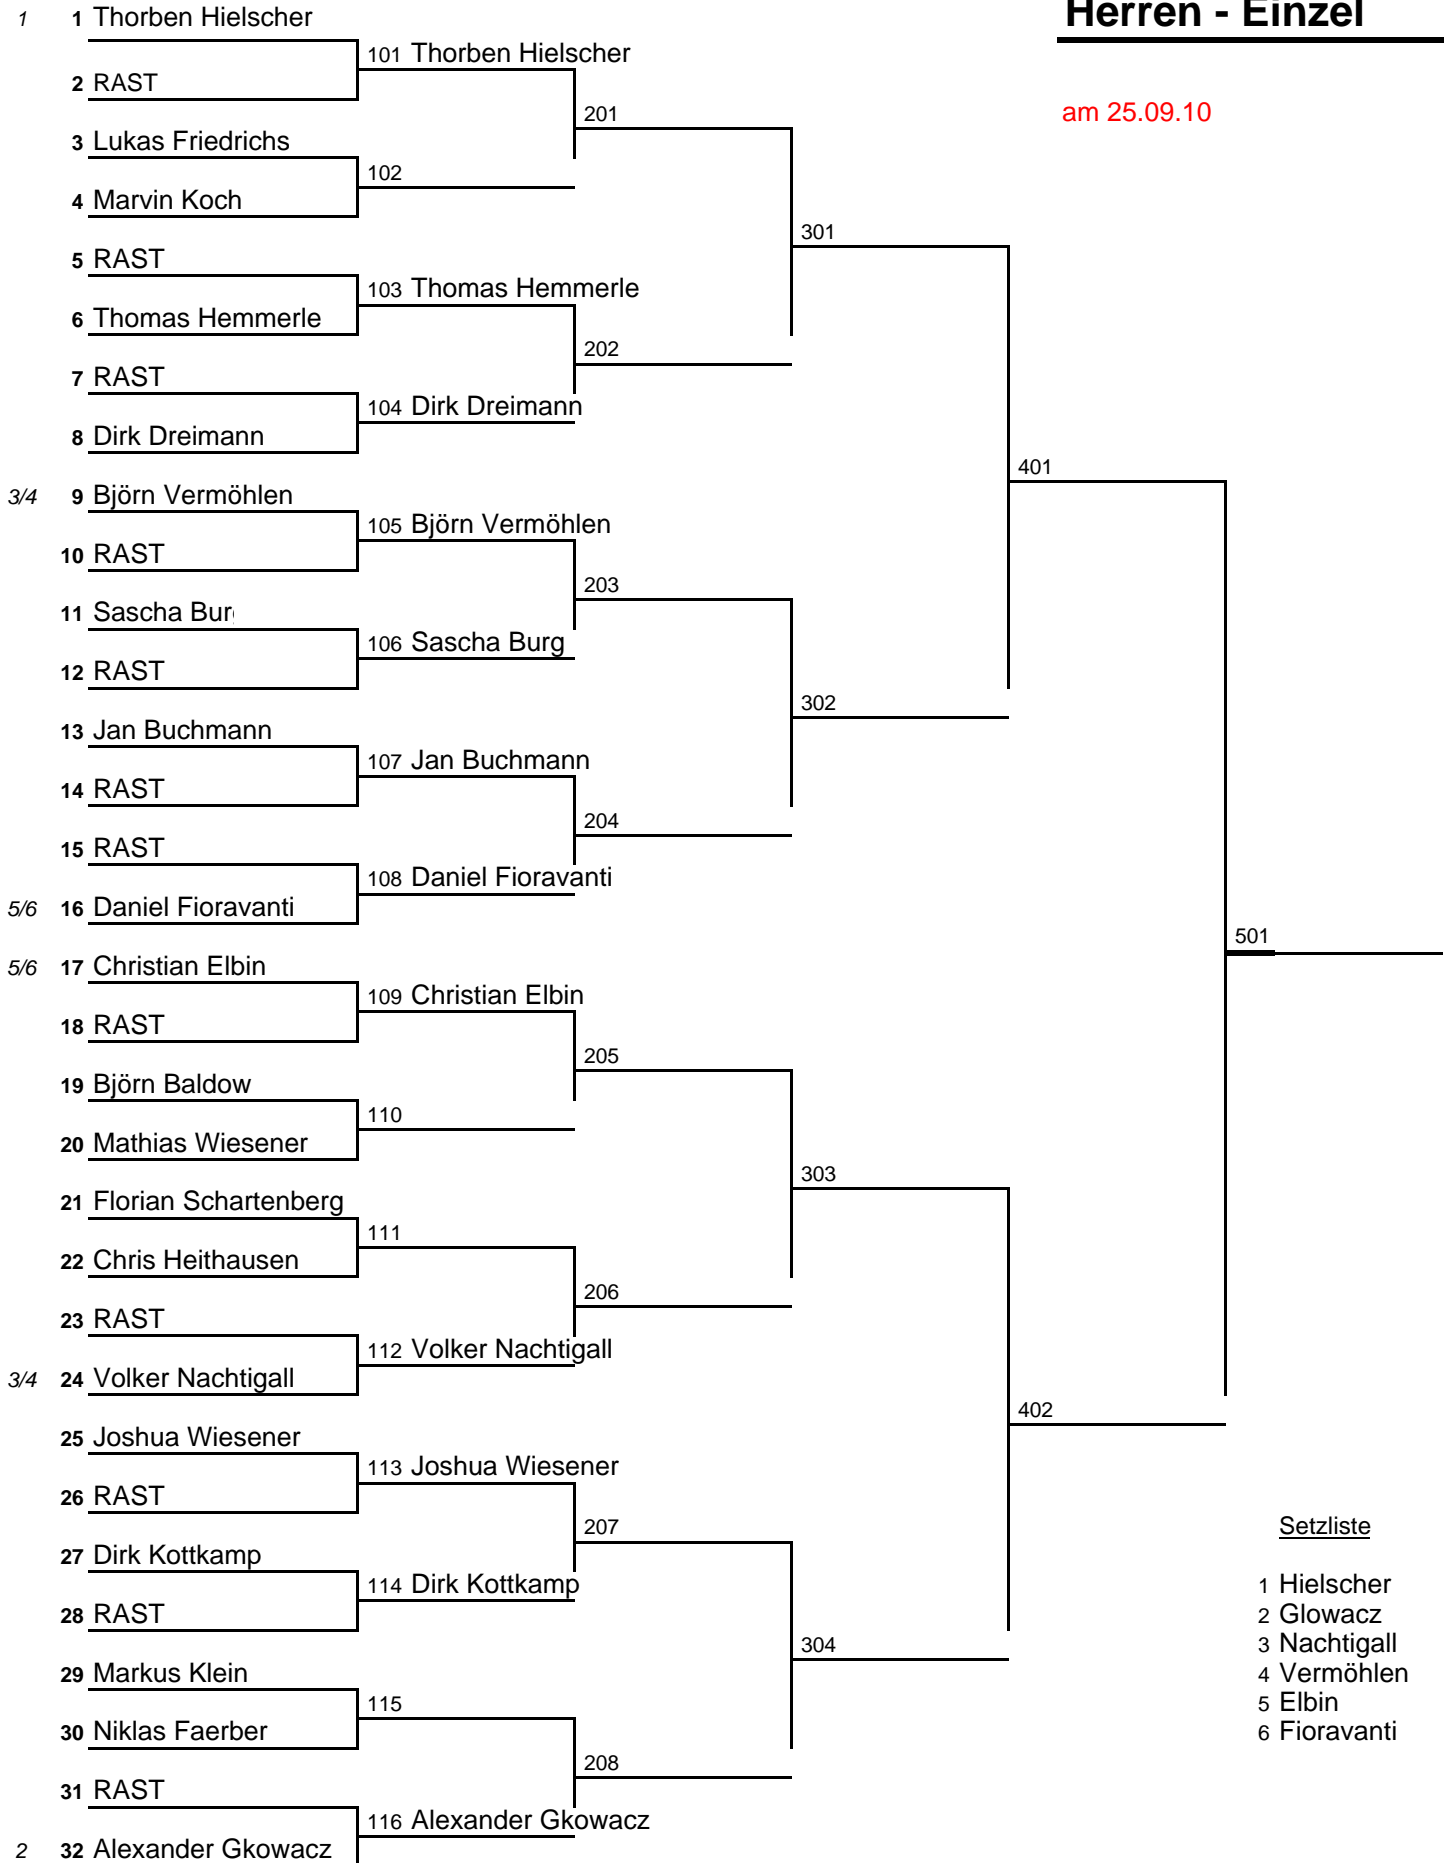 Herren - Einzel
am 25.09.10
1 1 Thorben Hielscher
101 Thorben Hielscher
2 RAST
201
3 Lukas Friedrichs
102
4 Marvin Koch
301
5 RAST
103 Thomas Hemmerle
6 Thomas Hemmerle
202
7 RAST
104 Dirk Dreimann
8 Dirk Dreimann
401
3/4 9 Björn Vermöhlen
105 Björn Vermöhlen
10 RAST
203
11 Sascha Bur
106 Sascha Burg
12 RAST
302
13 Jan Buchmann
107 Jan Buchmann
14 RAST
204
15 RAST
108 Daniel Fioravanti
5/6 16 Daniel Fioravanti
501
5/6 17 Christian Elbin
109 Christian Elbin
18 RAST
205
19 Björn Baldow
110
20 Mathias Wiesener
303
21 Florian Schartenberg
111
22 Chris Heithausen
206
23 RAST
112 Volker Nachtigall
3/4 24 Volker Nachtigall
402
25 Joshua Wiesener
113 Joshua Wiesener
26 RAST
207
27 Dirk Kottkamp
114 Dirk Kottkamp
28 RAST
304
29 Markus Klein
115
30 Niklas Faerber
208
31 RAST
116 Alexander Gkowacz
2 32 Alexander Gkowacz
Setzliste
1 Hielscher
2 Glowacz
3 Nachtigall
4 Vermöhlen
5 Elbin
6 Fioravanti